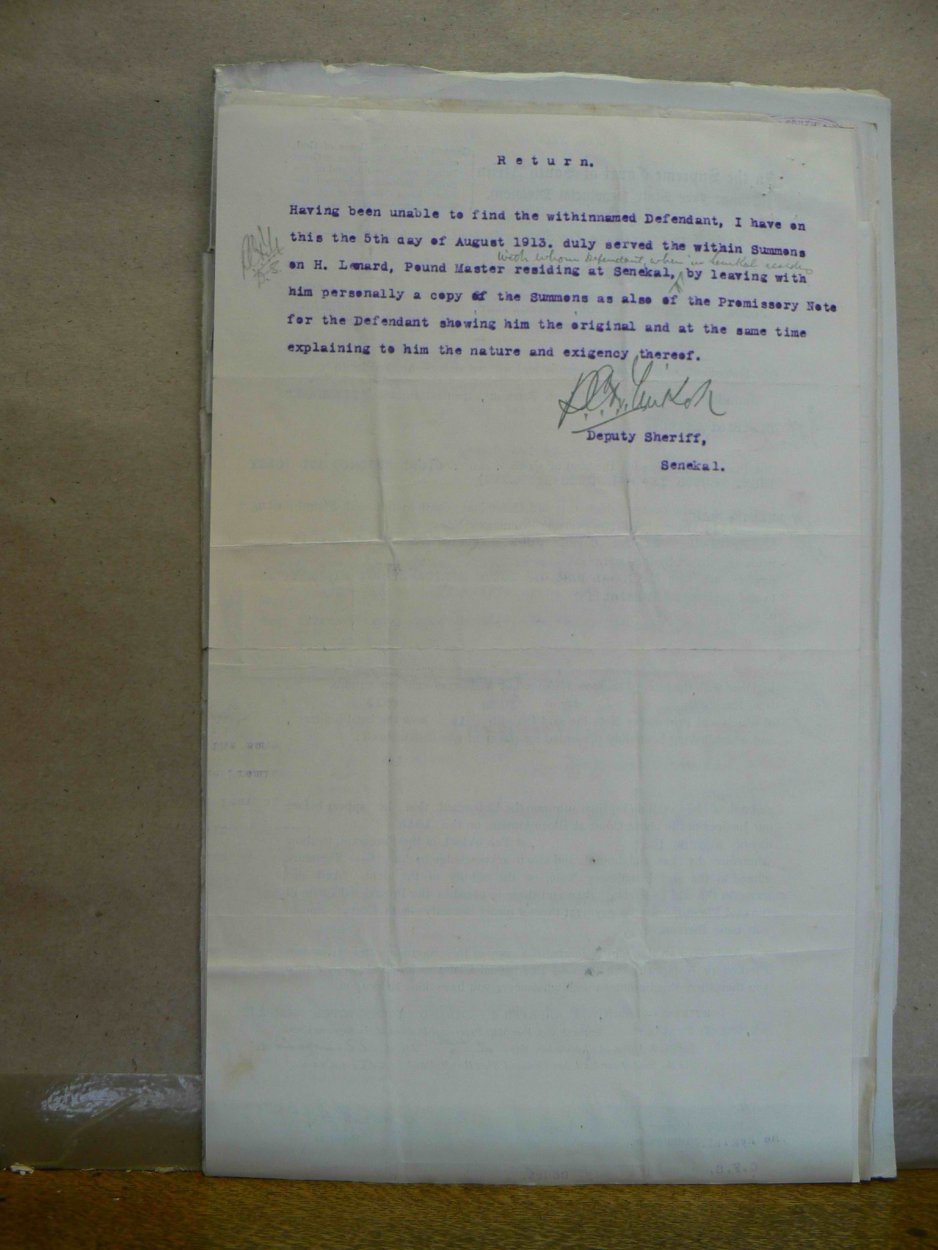 Return.
Having been unable to find the withinnamed Defendant, I have on
this the 5th day of August 1913. duly served the within Summons
with whom Defendant, when in Senekal resides
on H. Lenard, Pound Master residing at Senekal, by leaving with
him personally a copy of the Summons as also of the Promissory Note
for the Defendant showing him the original and at the same time
explaining to him the nature and exigency thereof.
Deputy Sheriff,
Senekal.